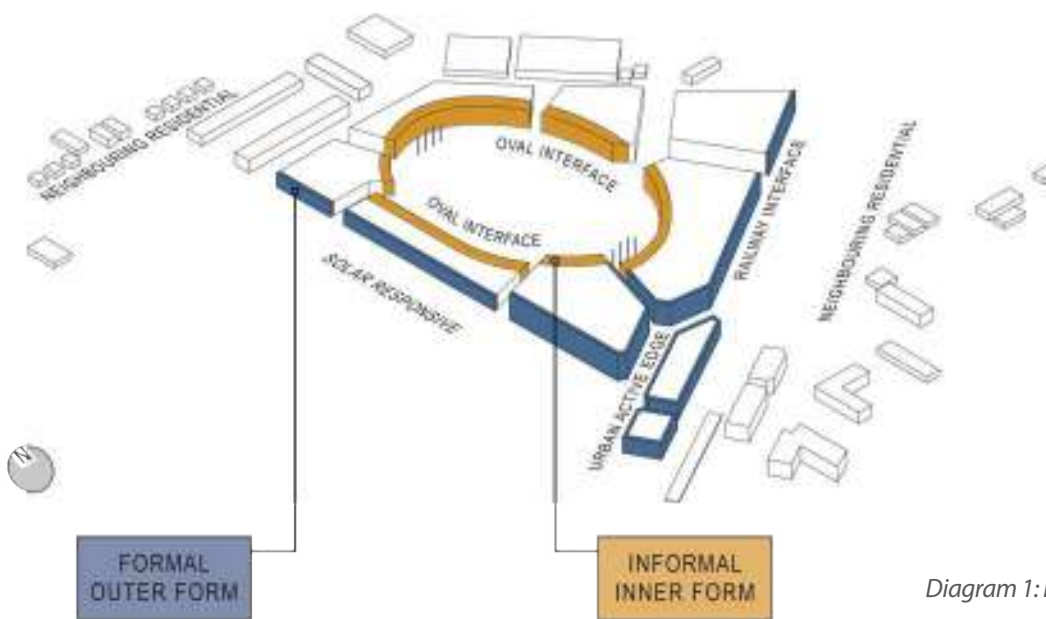 NEIGHBOURING RESIDENTIAL
OVAL INTERFACE
OVAL INTERFACE
SOLAR RESPONSIVE
RAILWAY INTERFACE
NEIGHBOURING RESIDENTIAL
URBAN ACTIVE EDGE
N
FORMAL
OUTER FORM
INFORMAL
INNER FORM
Diagram 1: